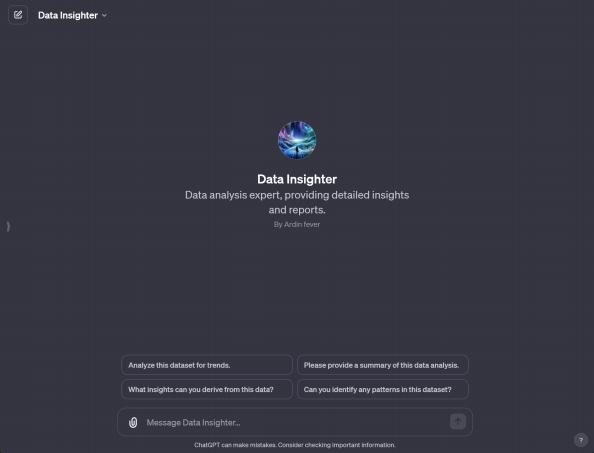 Data Insighter
Data Insighter
Data analysis expert, providing detailed insights
and reports.
By Ardin fever
Analyze this dataset for trends.
Please provide a summary of this data analysis.
What insights can you derive from this data?
Can you identify any patterns in this dataset?
Message Data Insighter...
ChatGPT can make mistakes. Consider checking important information.
?